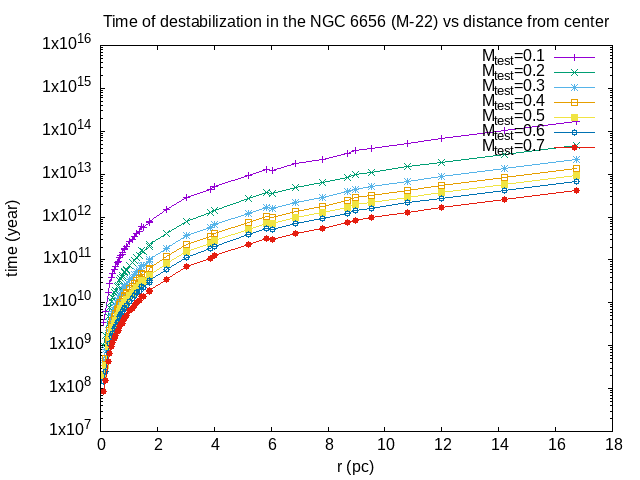 Time of destabilization in the NGC 6656 (M-22) vs distance from center
1x10^16
1x10^15
1x10^14
1x10^13
1x10^12
1x10^11
1x10^10
1x10^9
1x10^8
1x10^7
time (year)
M_test=0.1
M_test=0.2
M_test=0.3
M_test=0.4
M_test=0.5
M_test=0.6
M_test=0.7
0 2 4 6 8 10 12 14 16 18
r (pc)